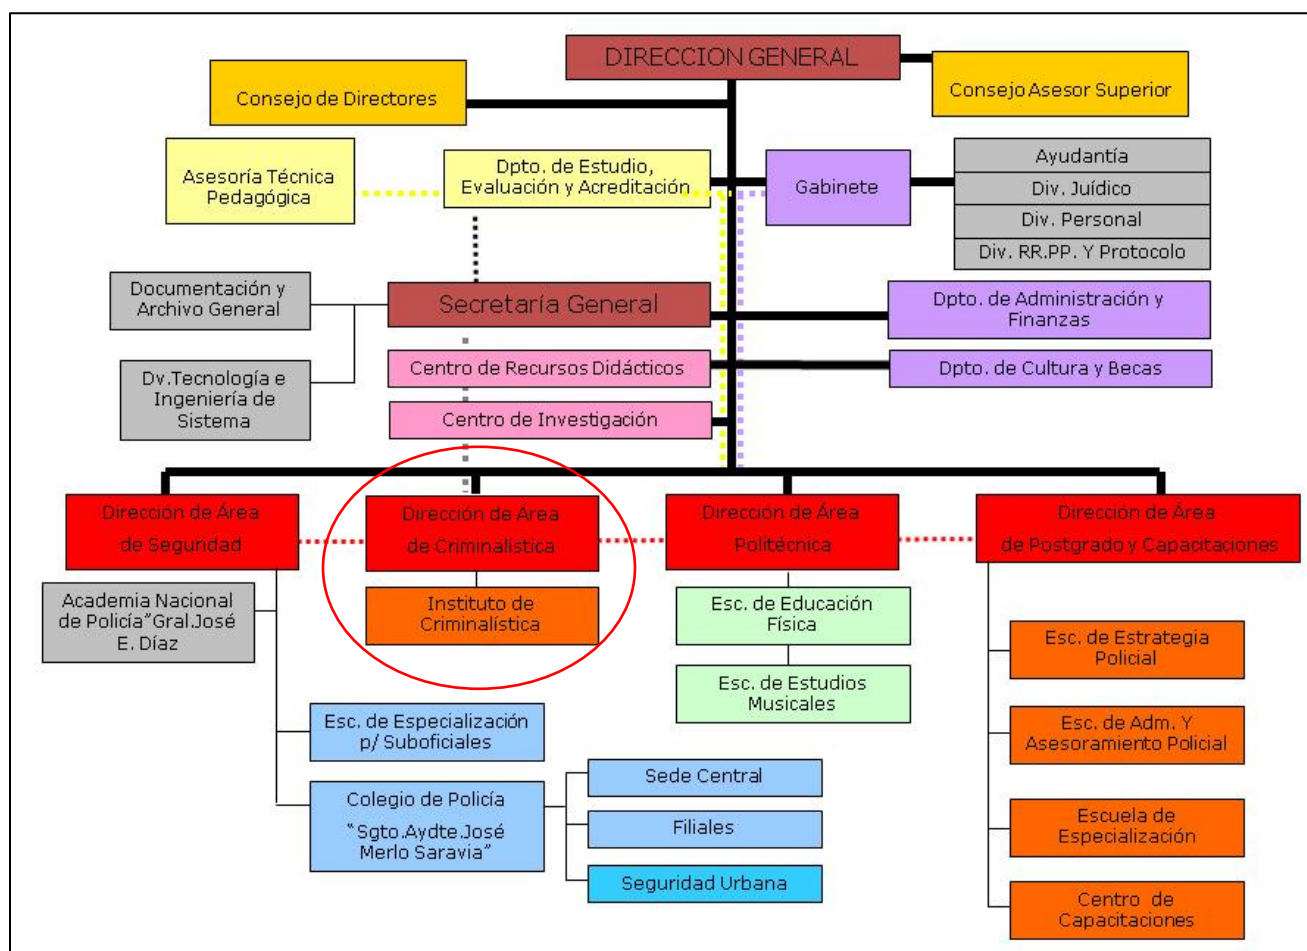 DIRECCION GENERAL
Consejo de Directores
Consejo Asesor Superior
Asesoría Técnica
Pedagógica
Dpto. de Estudio,
Evaluación y Acreditación
Gabinete
Ayudantía
Div. Juídico
Div. Personal
Div. RR.PP. Y Protocolo
Documentación y
Archivo General
Secretaría General
Dpto. de Administración y
Finanzas
Dv.Tecnología e
Ingeniería de
Sistema
Centro de Recursos Didácticos
Dpto. de Cultura y Becas
Centro de Investigación
Dirección de Área
de Seguridad
Dirección de Área
de Criminalística
Dirección de Área
Politécnica
Dirección de Área
de Postgrado y Capacitaciones
Academia Nacional
de Policía"Gral.José
E. Díaz
Instituto de
Criminalística
Esc. de Educación
Física
Esc. de Estudios
Musicales
Esc. de Estrategia
Policial
Esc. de Adm. Y
Asesoramiento Policial
Escuela de
Especialización
Centro de
Capacitaciones
Esc. de Especialización
p/ Suboficiales
Colegio de Policía
"Sgto.Aydte.José
Merlo Saravia"
Sede Central
Filiales
Seguridad Urbana